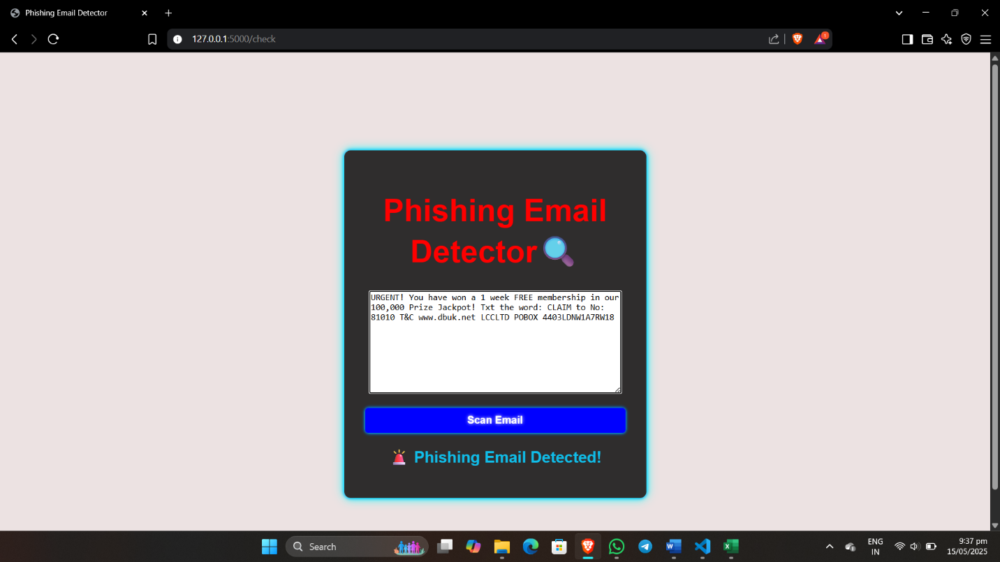 Phishing Email Detector
127.0.0.1:5000/check
1
Phishing Email
Detector
URGENT! You have won a 1 week FREE membership in our
100,000 Prize Jackpot! Txt the word: CLAIM to No:
81010 T&C www.dbuk.net LCCLTD POBOX 4403LDNW1A7RW18
Scan Email
Phishing Email Detected!
Search
ENG
IN
9:37 pm
15/05/2025